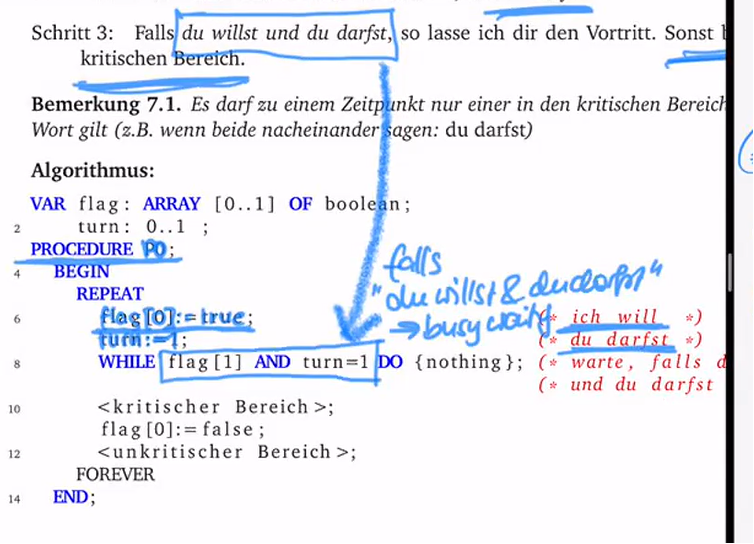 Schritt 3: Falls du willst und du darfst, so lasse ich dir den Vortritt. Sonst
kritischen Bereich.
Bemerkung 7.1. Es darf zu einem Zeitpunkt nur einer in den kritischen Bereich
Wort gilt (z.B. wenn beide nacheinander sagen: du darfst)
Algorithmus:
VAR flag: ARRAY [0..1] OF boolean;
2 turn: 0..1 ;
PROCEDURE P0;
4 BEGIN
REPEAT
falls
"du willst & du darfst"
→ busy wait
6 flag[0]:=true; (* ich will *)
turn:=1; (* du darfst *)
8 WHILE flag[1] AND turn=1 DO {nothing}; (* warte, falls d
(* und du darfst
10 <kritischer Bereich>;
flag[0]:=false;
12 <unkritischer Bereich>;
FOREVER
14 END;